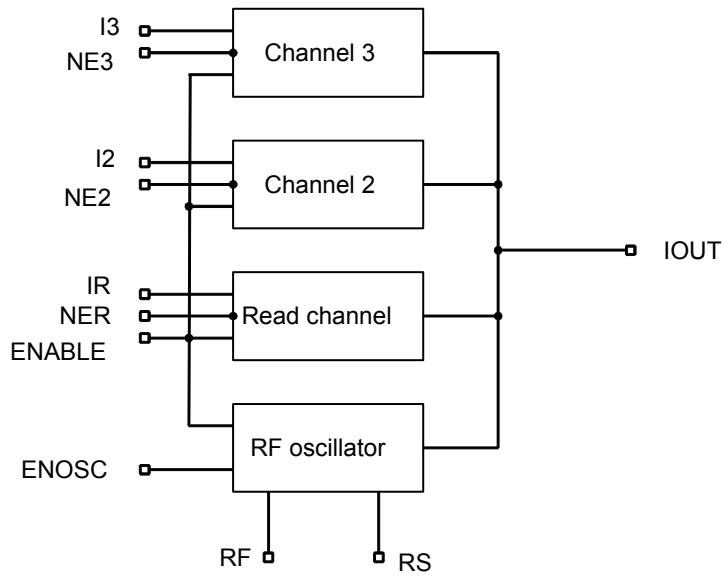 I3
Channel 3
NE3
I2
Channel 2
NE2
IOUT
IR
NER
Read channel
ENABLE
RF oscillator
ENOSC
RF
RS